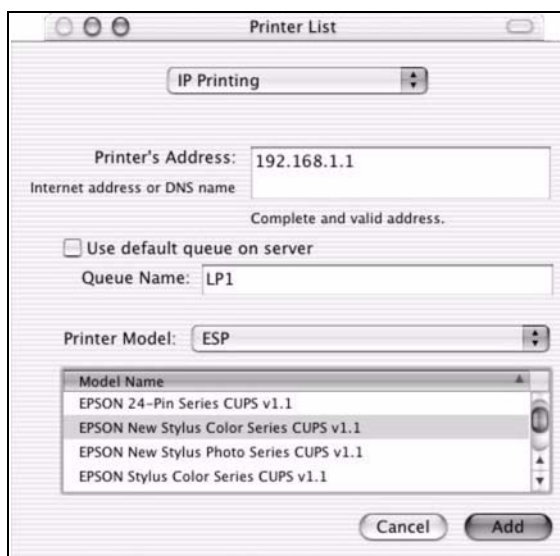 Printer List
IP Printing
Printer's Address: 192.168.1.1
Internet address or DNS name
Complete and valid address.
Use default queue on server
Queue Name: LP1
Printer Model: ESP
Model Name
EPSON 24-Pin Series CUPS v1.1
EPSON New Stylus Color Series CUPS v1.1
EPSON New Stylus Photo Series CUPS v1.1
EPSON Stylus Color Series CUPS v1.1
Cancel Add